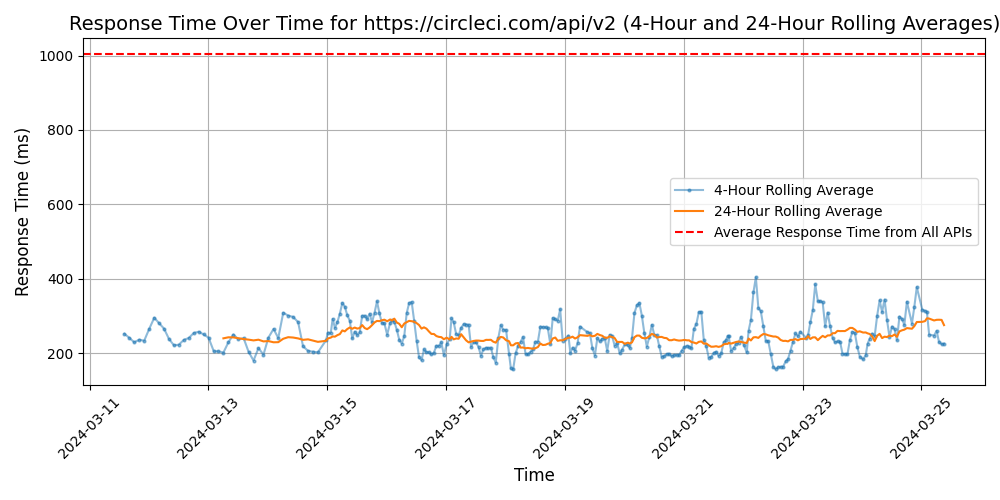 Response Time Over Time for https://circleci.com/api/v2 (4-Hour and 24-Hour Rolling Averages)
Response Time (ms)
1000
800
600
400
200
4-Hour Rolling Average
24-Hour Rolling Average
Average Response Time from All APIs
2024-03-11
2024-03-13
2024-03-15
2024-03-17
2024-03-19
2024-03-21
2024-03-23
2024-03-25
Time